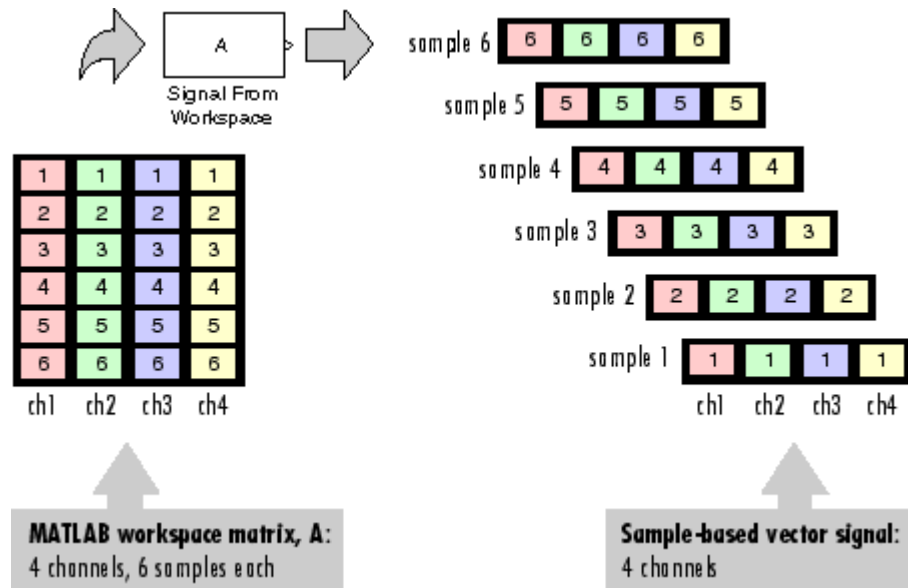 A
Signal From
Workspace
1 1 1 1
2 2 2 2
3 3 3 3
4 4 4 4
5 5 5 5
6 6 6 6
ch1 ch2 ch3 ch4
MATLAB workspace matrix, A:
4 channels, 6 samples each
sample 6 6 6 6 6
sample 5 5 5 5 5
sample 4 4 4 4 4
sample 3 3 3 3 3
sample 2 2 2 2 2
sample 1 1 1 1 1
ch1 ch2 ch3 ch4
Sample-based vector signal:
4 channels